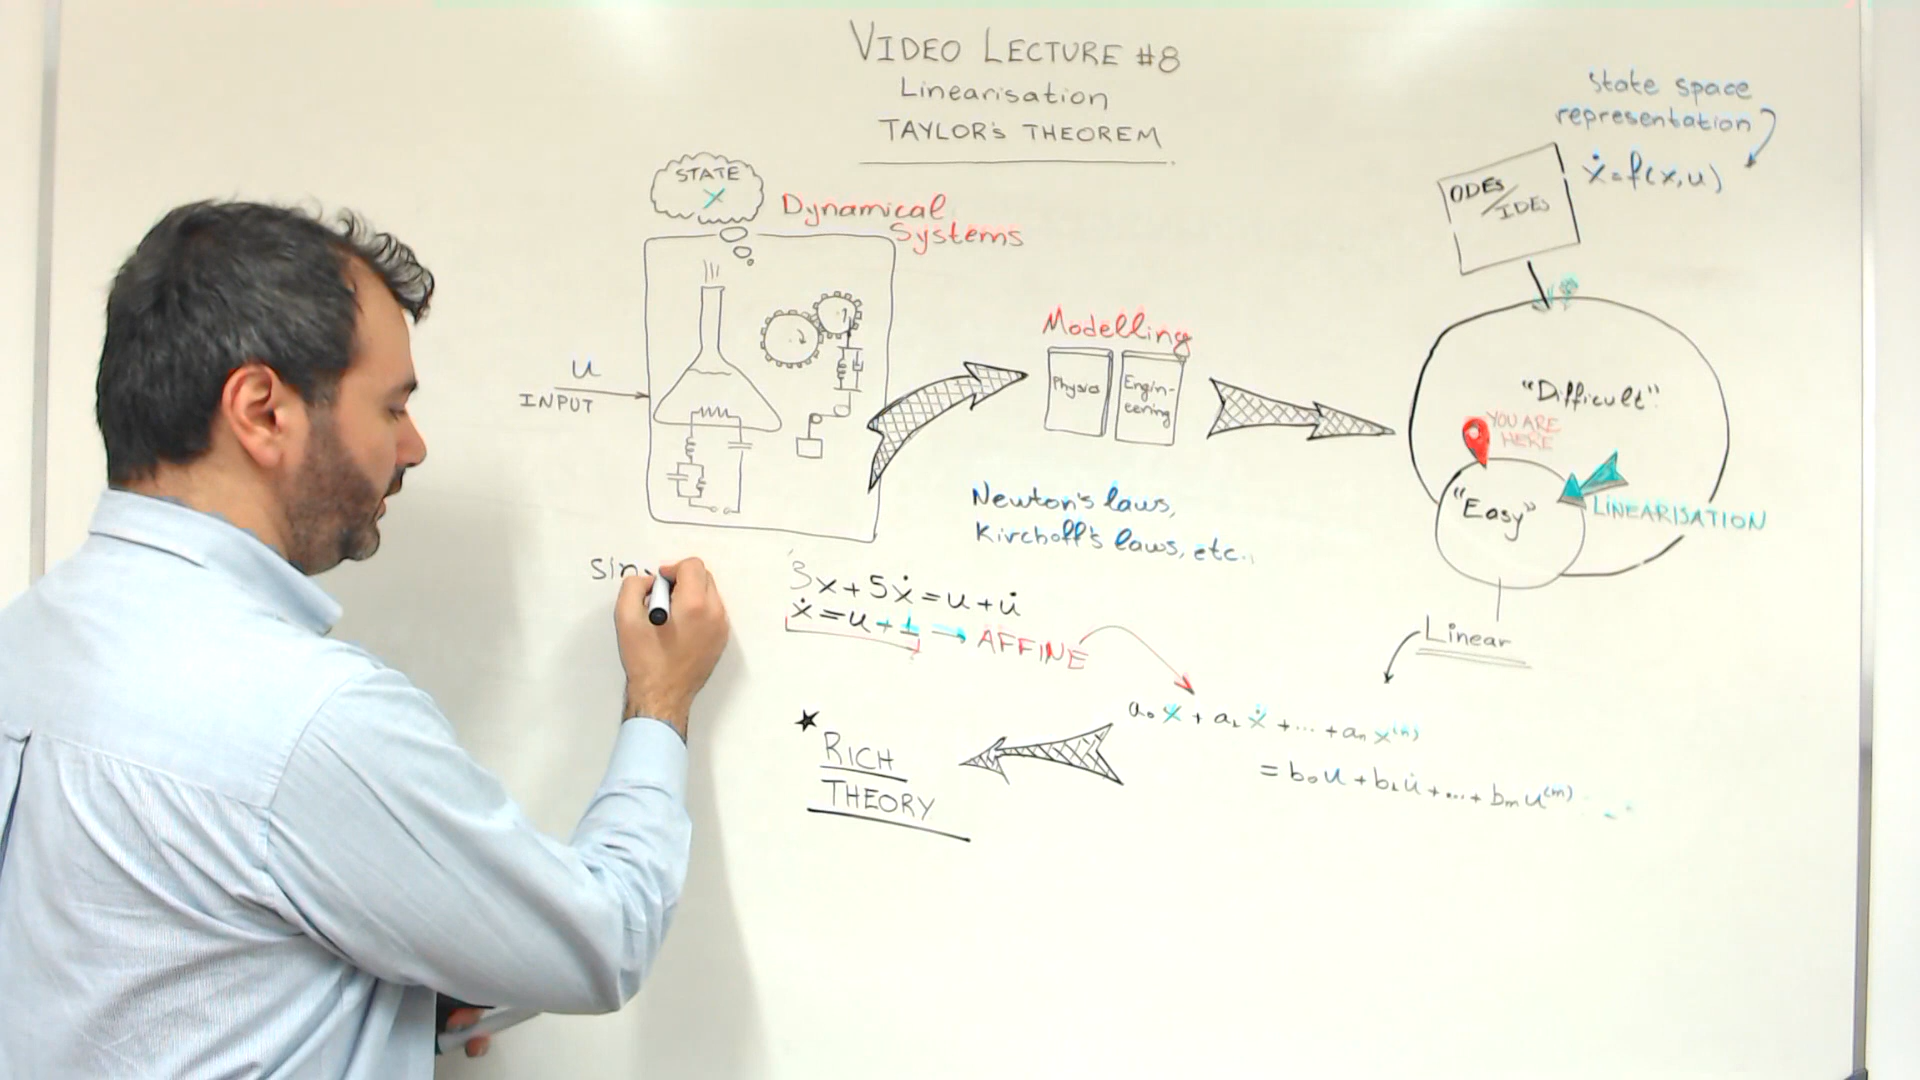 VIDEO LECTURE #8
Linearisation
TAYLOR'S THEOREM
State space
representation
ẋ=f(x,u)
ODEs/
IDEs
STATE
X
Dynamical
Systems
u
INPUT
Modelling
Physics
Engin-
eering
Newton's laws,
Kirchoff's laws, etc.
"Difficult"
YOU ARE
HERE
"Easy"
LINEARISATION
Linear
sin
3x+5ẋ=u+u̇
ẋ=u+1 → AFFINE
a₀x + a₁ẋ + ... + aₙx⁽ⁿ⁾
= b₀u + b₁u̇ + ... + bₘu⁽ᵐ⁾
★
RICH
THEORY